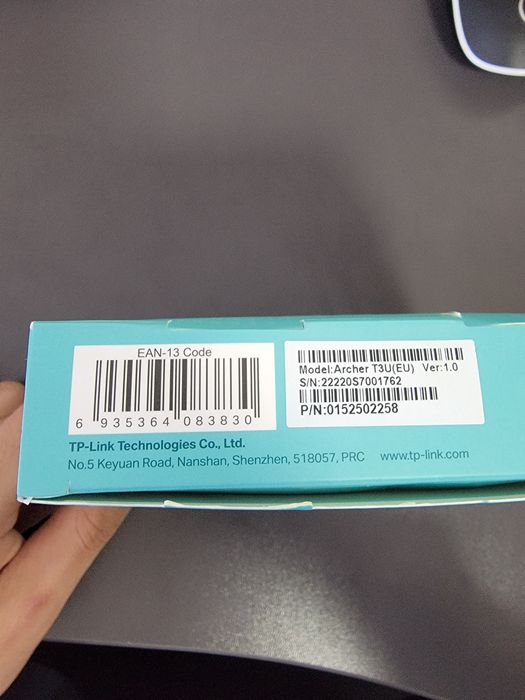 EAN-13 Code
6 935364 083830
Model:Archer T3U(EU) Ver:1.0
S/N:22220S7001762
P/N:0152502258
TP-Link Technologies Co., Ltd.
No.5 Keyuan Road, Nanshan, Shenzhen, 518057, PRC www.tp-link.com